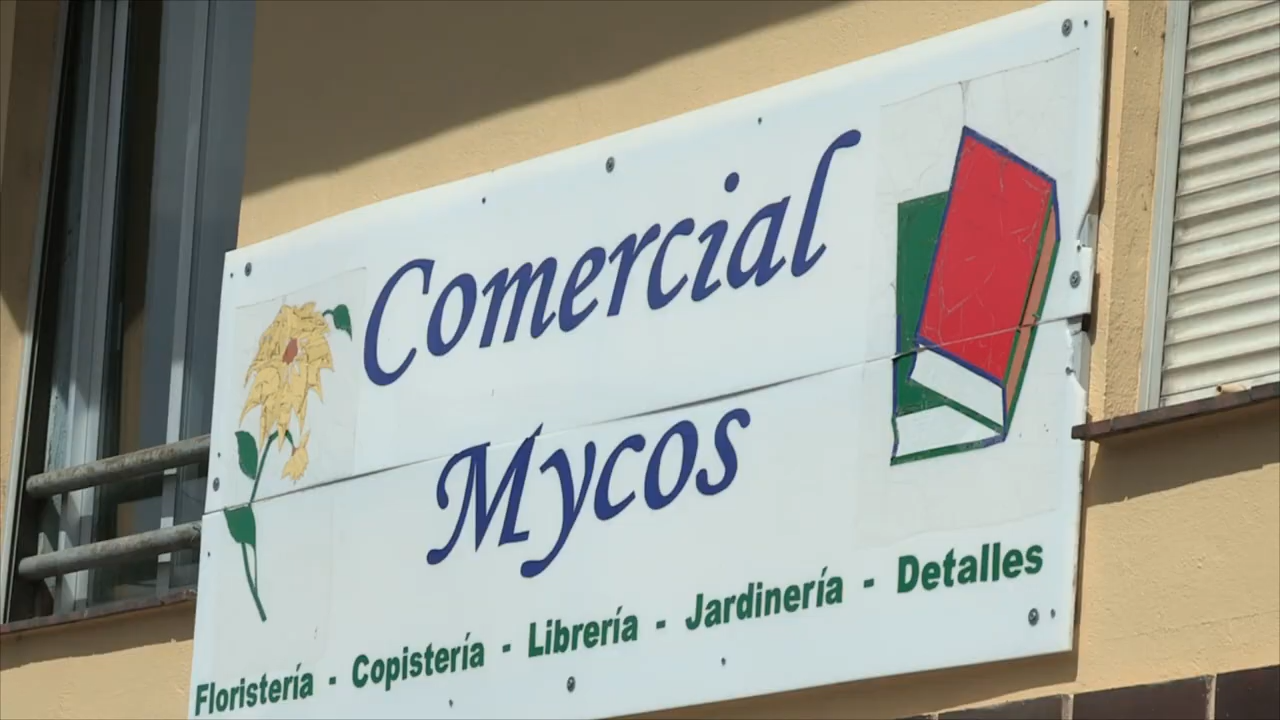 Comercial
Mycos
Floristería - Copistería - Librería - Jardinería - Detalles